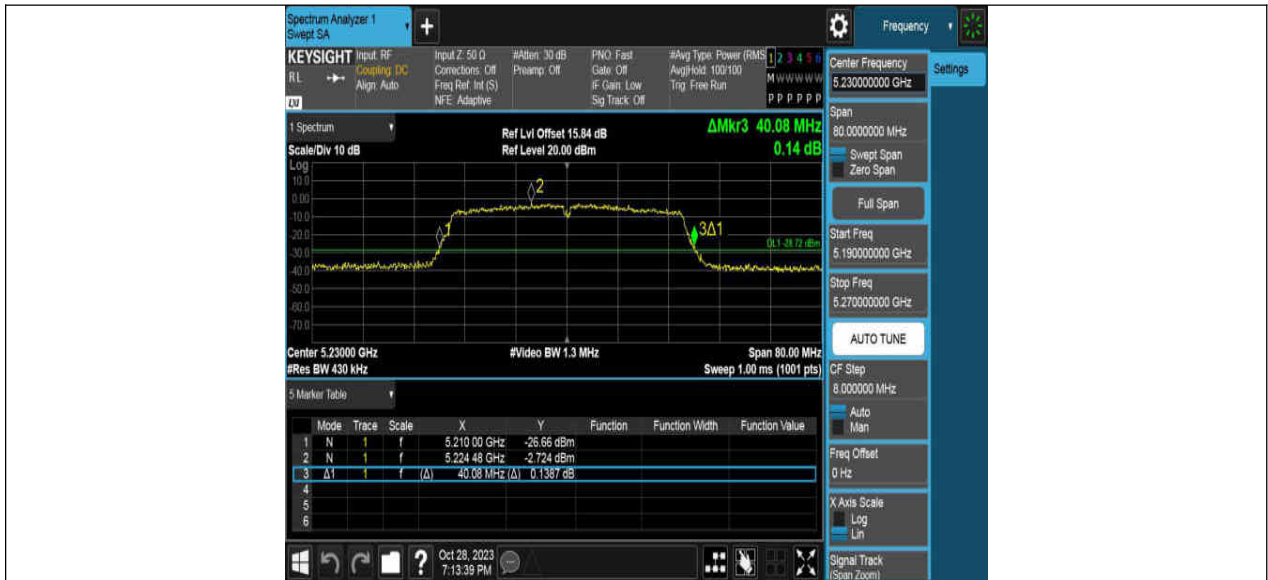 Spectrum Analyzer 1
Swept SA
+
Frequency
KEYSIGHT
RL
LXI
Input: RF
Coupling: DC
Align: Auto
Input Z: 50 Ω
Corrections: Off
Freq Ref: Int (S)
NFE: Adaptive
#Atten: 30 dB
Preamp: Off
PNO: Fast
Gate: Off
IF Gain: Low
Sig Track: Off
#Avg Type: Power (RMS
Avg|Hold: 100/100
Trig: Free Run
1 2 3 4 5 6
M W W W W W
P P P P P P
Center Frequency
5.230000000 GHz
Settings
Span
80.0000000 MHz
Swept Span
Zero Span
Full Span
Start Freq
5.190000000 GHz
Stop Freq
5.270000000 GHz
AUTO TUNE
CF Step
8.000000 MHz
Auto
Man
Freq Offset
0 Hz
X Axis Scale
Log
Lin
Signal Track
(Span Zoom)
1 Spectrum
Scale/Div 10 dB
Ref Lvl Offset 15.84 dB
Ref Level 20.00 dBm
ΔMkr3 40.08 MHz
0.14 dB
Log
10.0
0.00
-10.0
-20.0
-30.0
-40.0
-50.0
-60.0
-70.0
1
2
3Δ1
DL1 -28.72 dBm
Center 5.23000 GHz
#Res BW 430 kHz
#Video BW 1.3 MHz
Span 80.00 MHz
Sweep 1.00 ms (1001 pts)
5 Marker Table
Mode Trace Scale X Y Function Function Width Function Value
1 N 1 f 5.210 00 GHz -26.66 dBm
2 N 1 f 5.224 48 GHz -2.724 dBm
3 Δ1 1 f (Δ) 40.08 MHz (Δ) 0.1387 dB
4
5
6
?
Oct 28, 2023
7:13:39 PM